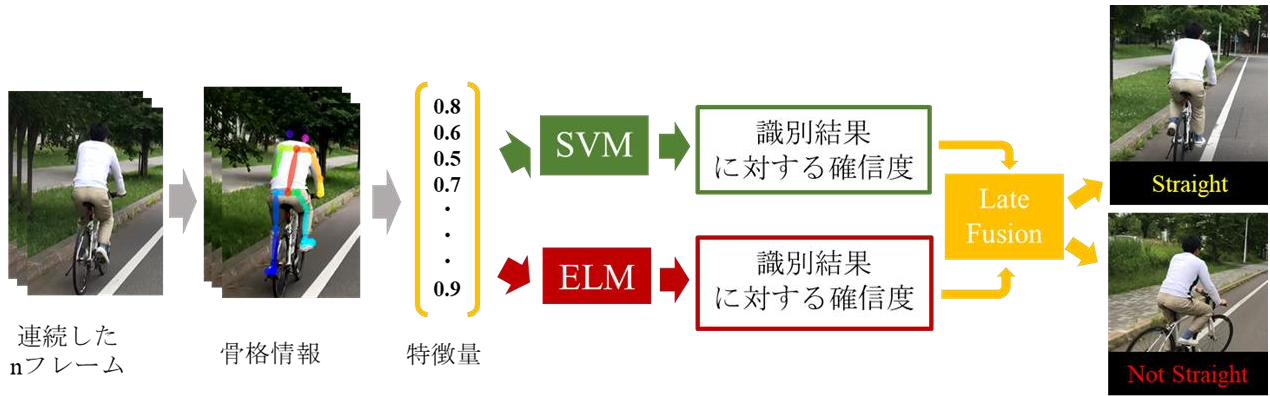 連続した
nフレーム
骨格情報
0.8
0.6
0.5
0.7
・
・
・
0.9
特徴量
SVM
識別結果
に対する確信度
ELM
識別結果
に対する確信度
Late
Fusion
Straight
Not Straight